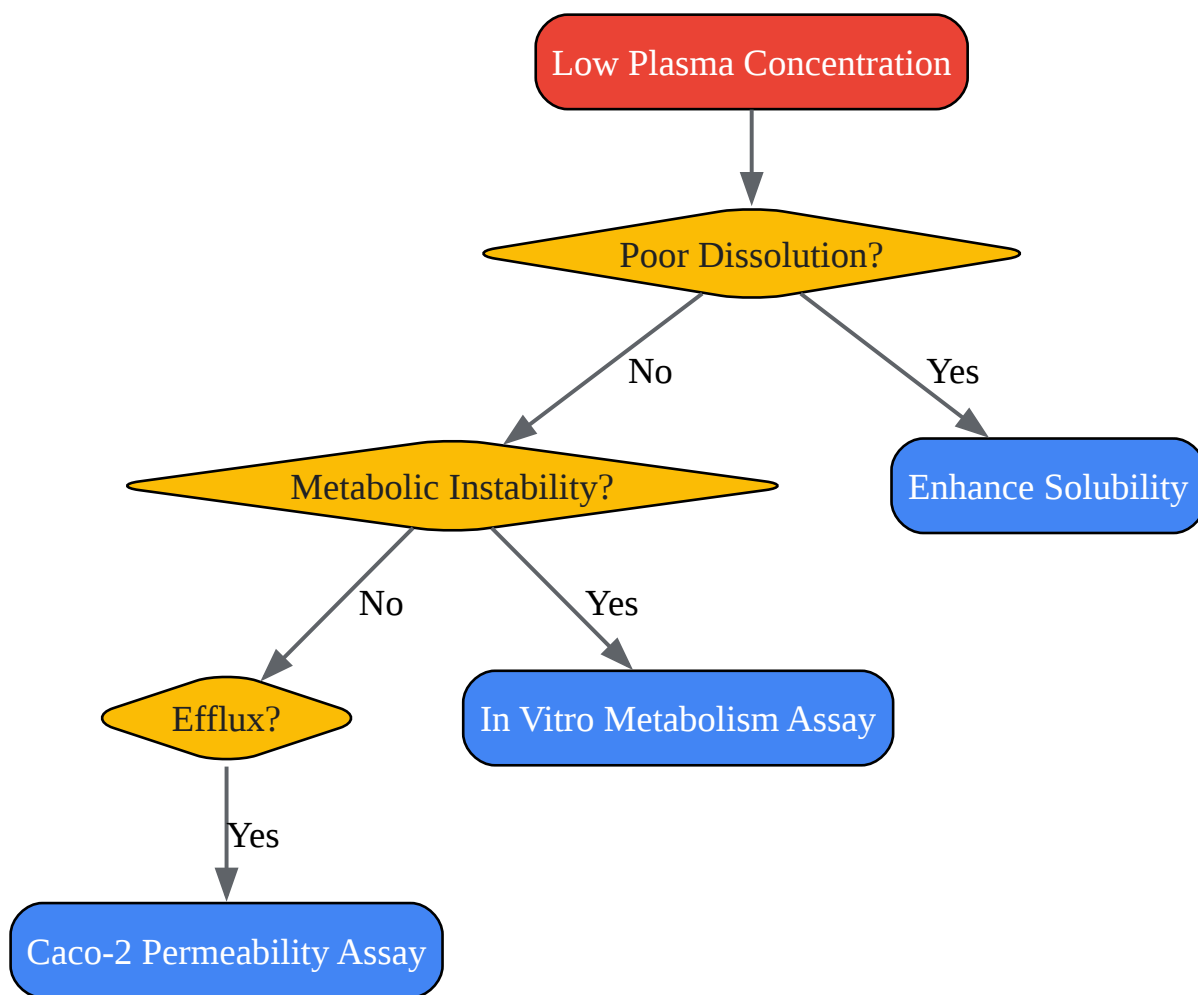 Low Plasma Concentration
Poor Dissolution?
No
Yes
Metabolic Instability?
Enhance Solubility
No
Yes
Efflux?
In Vitro Metabolism Assay
Yes
Caco-2 Permeability Assay